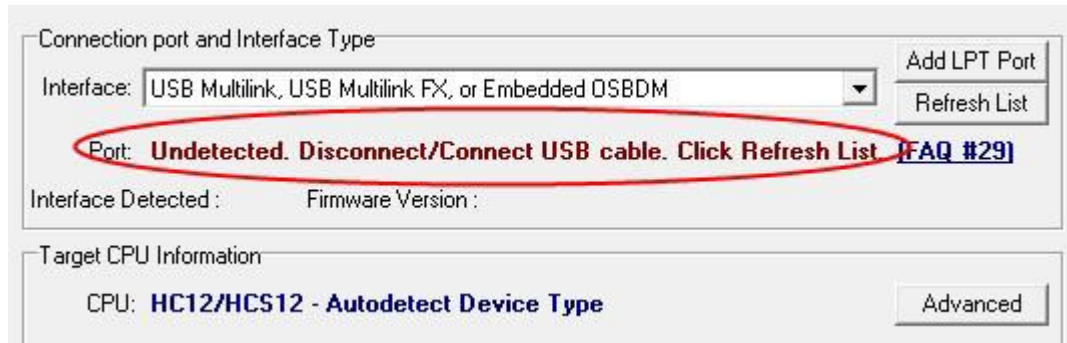 Connection port and Interface Type
Add LPT Port
Interface: USB Multilink, USB Multilink FX, or Embedded OSBDM
Refresh List
Port: Undetected. Disconnect/Connect USB cable. Click Refresh List. (FAQ #29)
Interface Detected : Firmware Version :
Target CPU Information
CPU: HC12/HCS12 - Autodetect Device Type
Advanced